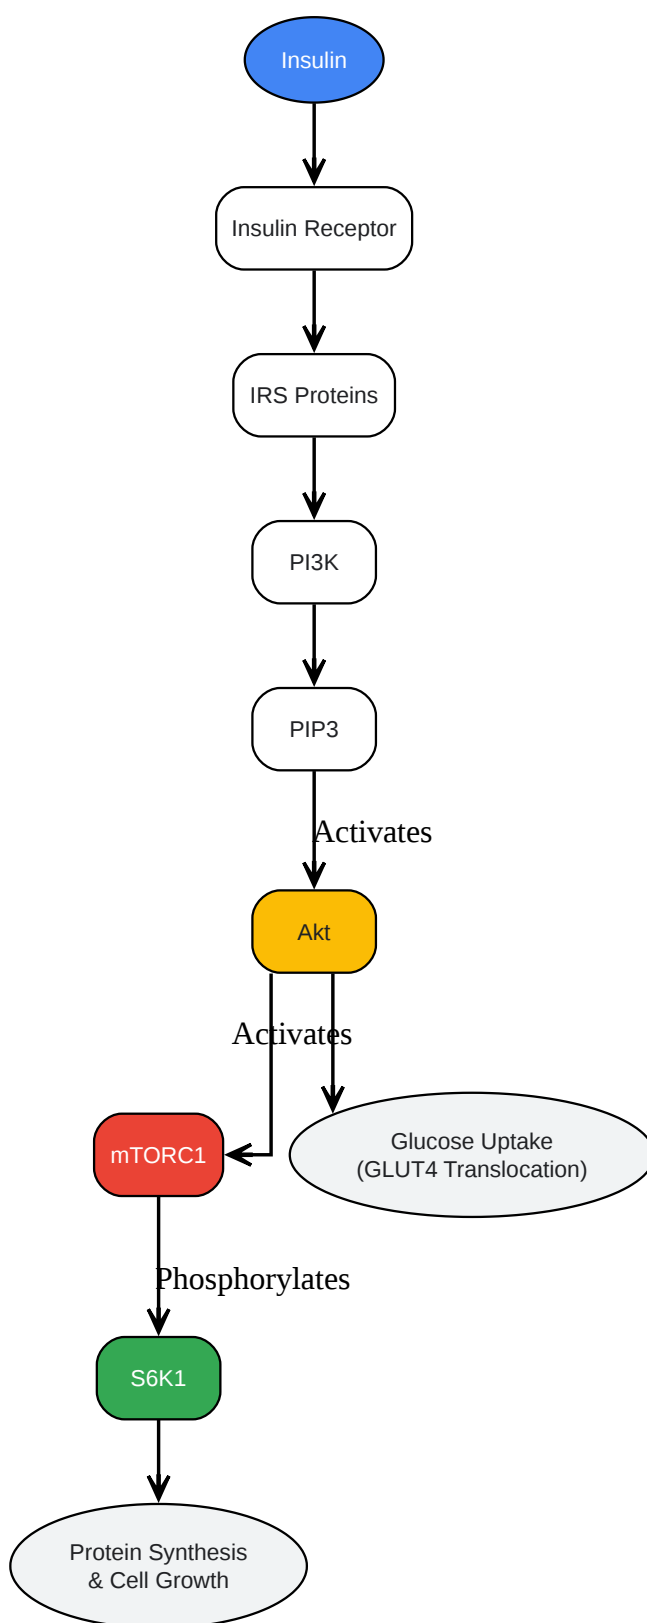 Insulin
Insulin Receptor
IRS Proteins
PI3K
PIP3
Activates
Akt
Activates
mTORC1
Glucose Uptake
(GLUT4 Translocation)
Phosphorylates
S6K1
Protein Synthesis
& Cell Growth